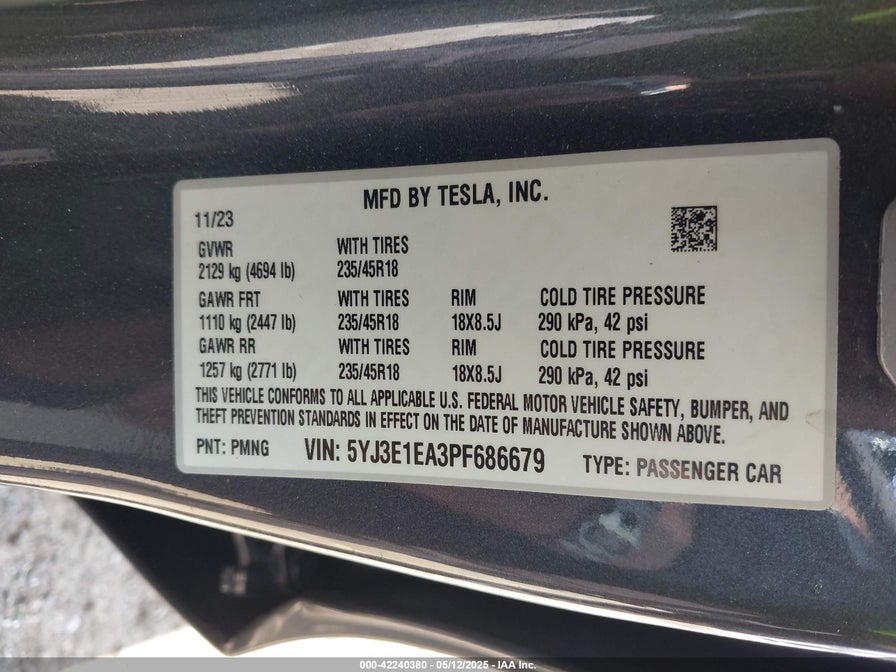 MFD BY TESLA, INC.
11/23
GVWR WITH TIRES
2129 kg (4694 lb) 235/45R18
GAWR FRT WITH TIRES RIM COLD TIRE PRESSURE
1110 kg (2447 lb) 235/45R18 18X8.5J 290 kPa, 42 psi
GAWR RR WITH TIRES RIM COLD TIRE PRESSURE
1257 kg (2771 lb) 235/45R18 18X8.5J 290 kPa, 42 psi
THIS VEHICLE CONFORMS TO ALL APPLICABLE U.S. FEDERAL MOTOR VEHICLE SAFETY, BUMPER, AND
THEFT PREVENTION STANDARDS IN EFFECT ON THE DATE OF MANUFACTURE SHOWN ABOVE.
PNT: PMNG VIN: 5YJ3E1EA3PF686679 TYPE: PASSENGER CAR
000-42240380 - 05/12/2025 - IAA Inc.